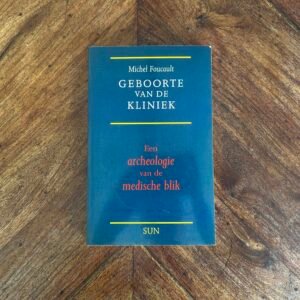 Michel Foucault
GEBOORTE
VAN DE
KLINIEK
Een
archeologie
van de
medische blik
SUN